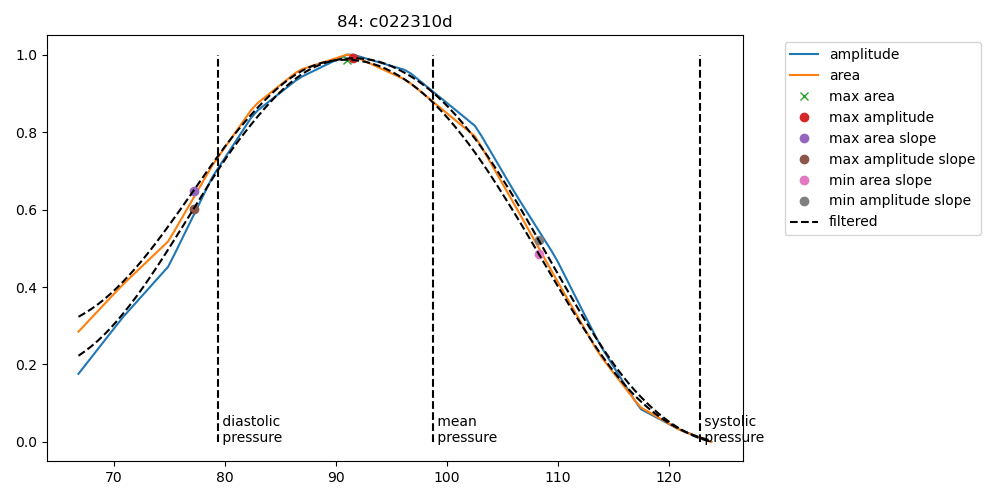 84: c022310d
1.0
0.8
0.6
0.4
0.2
0.0
70
80
90
100
110
120
diastolic
pressure
mean
pressure
systolic
pressure
amplitude
area
max area
max amplitude
max area slope
max amplitude slope
min area slope
min amplitude slope
filtered